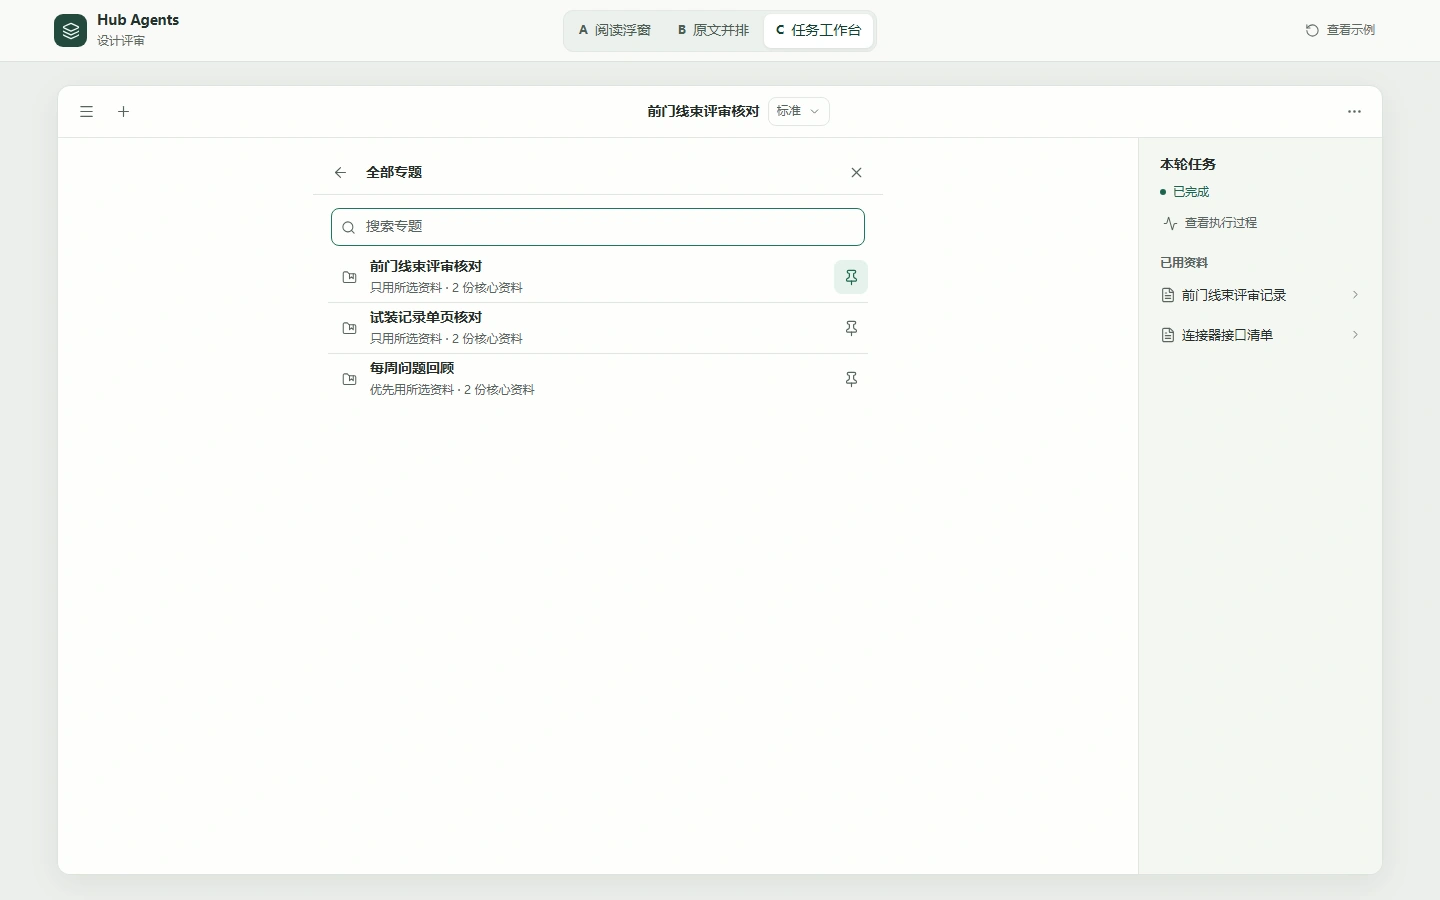 Hub Agents
设计评审
A 阅读浮窗
B 原文并排
C 任务工作台
查看示例
前门线束评审核对
标准
全部专题
搜索专题
前门线束评审核对
只用所选资料 · 2 份核心资料
试装记录单页核对
只用所选资料 · 2 份核心资料
每周问题回顾
优先用所选资料 · 2 份核心资料
本轮任务
已完成
查看执行过程
已用资料
前门线束评审记录
连接器接口清单